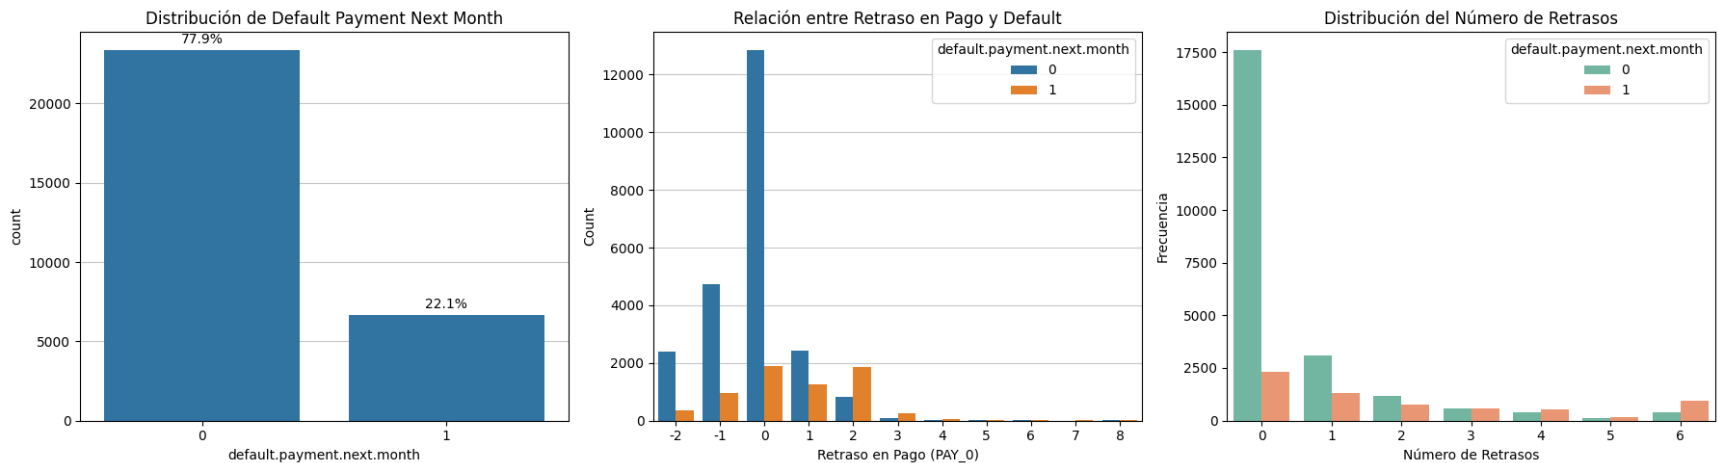 Distribución de Default Payment Next Month
77.9%
22.1%
20000
15000
10000
5000
0
count
0 1
default.payment.next.month
Relación entre Retraso en Pago y Default
default.payment.next.month
0
1
12000
10000
8000
6000
4000
2000
0
Count
-2 -1 0 1 2 3 4 5 6 7 8
Retraso en Pago (PAY_0)
Distribución del Número de Retrasos
default.payment.next.month
0
1
17500
15000
12500
10000
7500
5000
2500
0
Frecuencia
0 1 2 3 4 5 6
Número de Retrasos